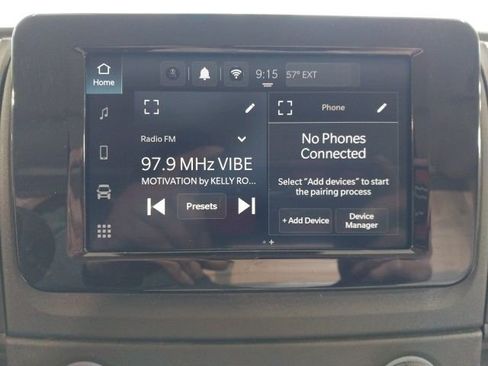 Home
9:15
57° EXT
Radio FM
97.9 MHz VIBE
MOTIVATION by KELLY RO...
Presets
Phone
No Phones
Connected
Select "Add devices" to start
the pairing process
+ Add Device
Device
Manager